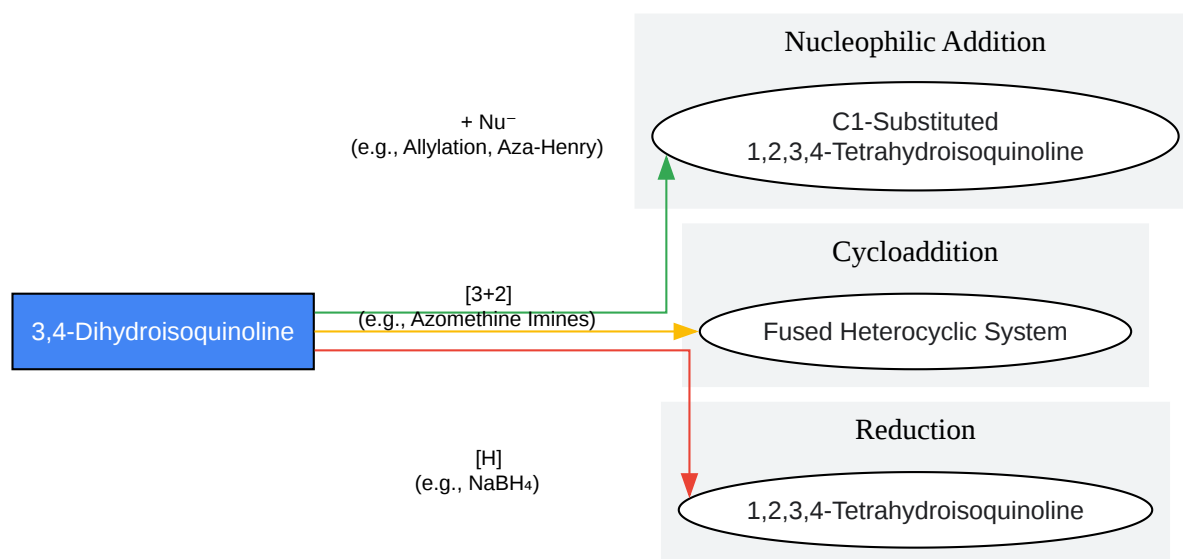 Nucleophilic Addition
+ Nu⁻
(e.g., Allylation, Aza-Henry)
C1-Substituted
1,2,3,4-Tetrahydroisoquinoline
Cycloaddition
3,4-Dihydroisoquinoline
[3+2]
(e.g., Azomethine Imines)
Fused Heterocyclic System
Reduction
[H]
(e.g., NaBH₄)
1,2,3,4-Tetrahydroisoquinoline